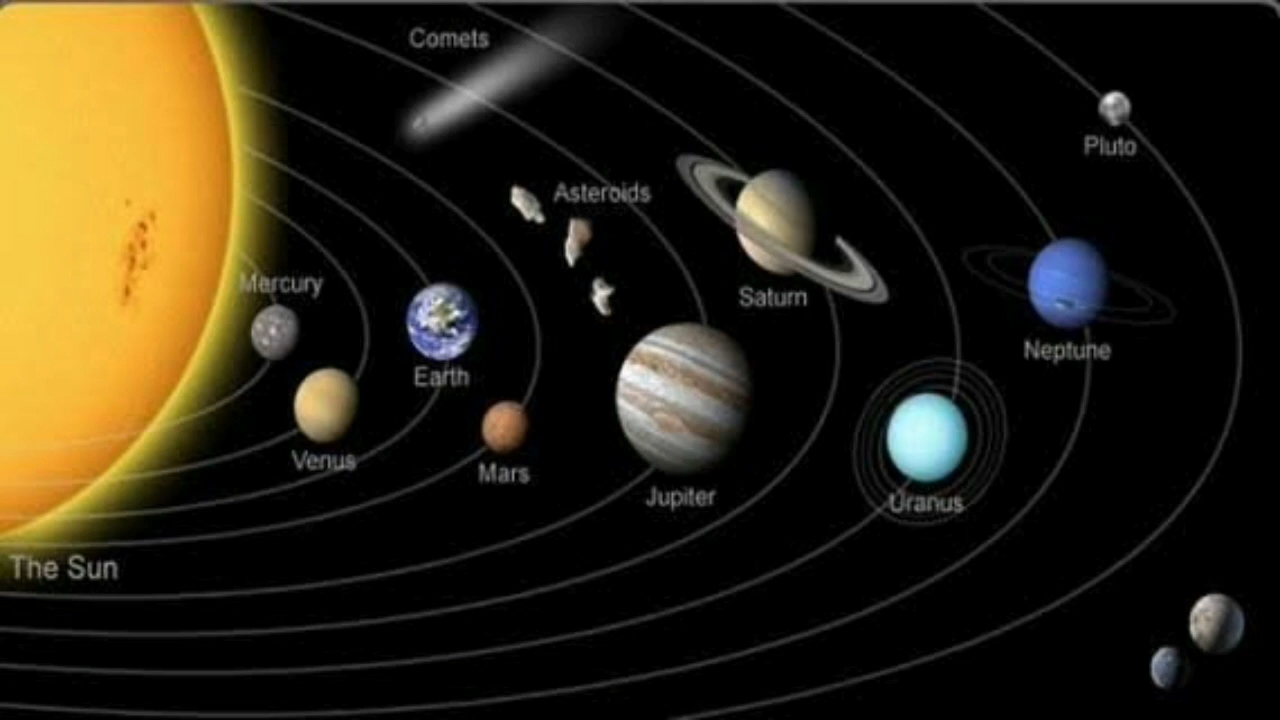 Comets
Pluto
Asteroids
Mercury
Saturn
Neptune
Earth
Venus
Mars
Jupiter
Uranus
The Sun